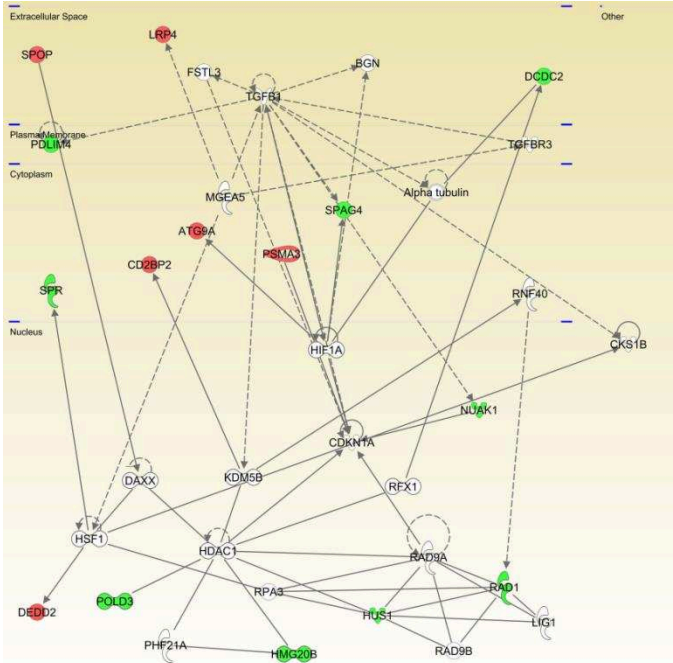 Extracellular Space
Other
LRP4
SPOP
FSTL3
BGN
DCDC2
TGFB1
Plasma Membrane
PDLIM4
TGFBR3
Cytoplasm
MGEA5
Alpha tubulin
SPAG4
ATG9A
PSMA3
CD2BP2
SPR
RNF40
Nucleus
HIF1A
CKS1B
NUAK1
CDKN1A
DAXX
KDM5B
RFX1
HSF1
HDAC1
RAD9A
RPA3
RAD1
POLD3
DEDD2
HUS1
LIG1
PHF21A
HMG20B
RAD9B